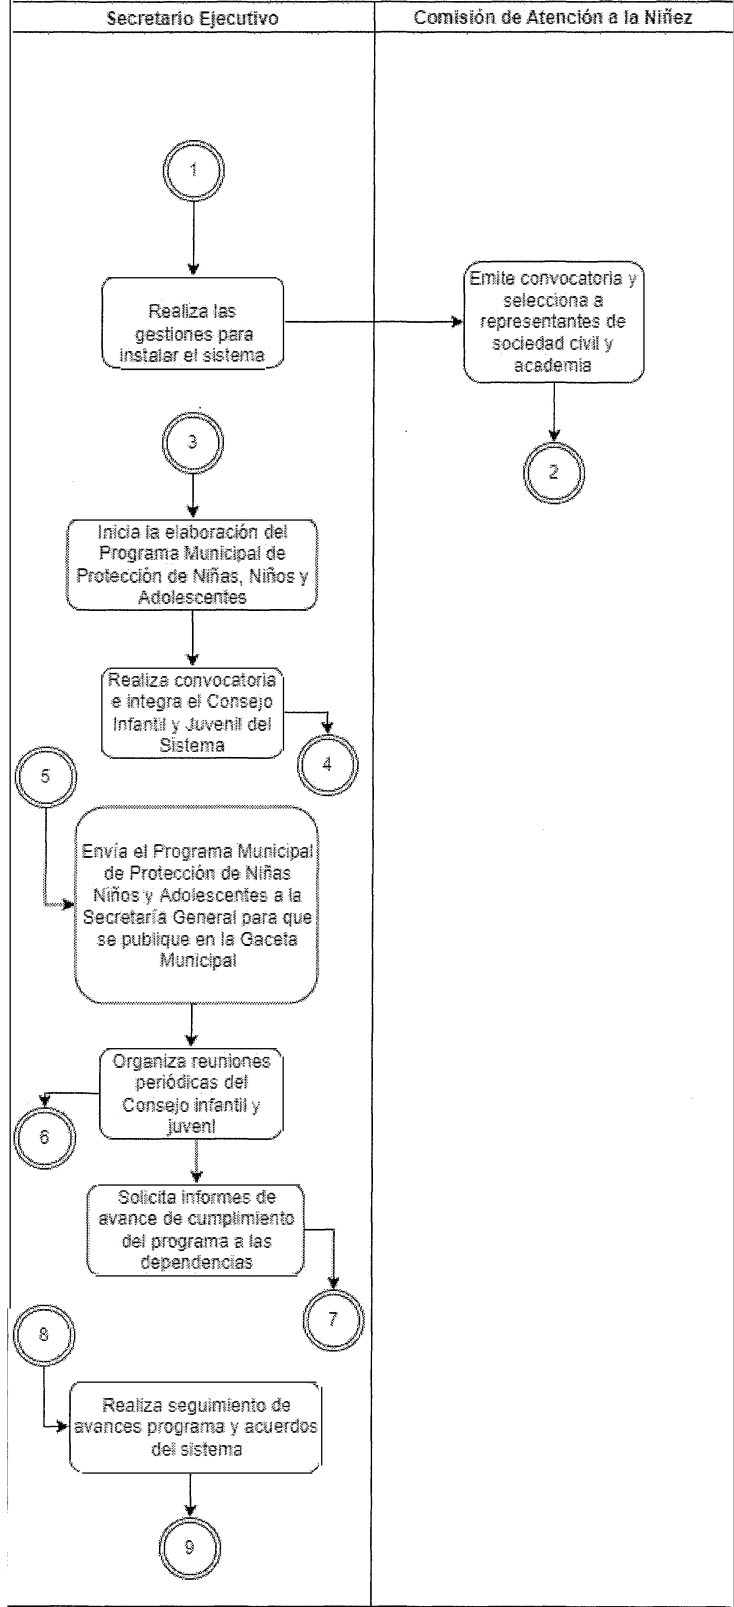 Secretario Ejecutivo
Comisión de Atención a la Niñez
1
Realiza las
gestiones para
instalar el sistema
Emite convocatoria y
selecciona a
representantes de
sociedad civil y
academia
2
3
Inicia la elaboración del
Programa Municipal de
Protección de Niñas, Niños y
Adolescentes
Realiza convocatoria
e integra el Consejo
Infantil y Juvenil del
Sistema
4
5
Envía el Programa Municipal
de Protección de Niñas
Niños y Adolescentes a la
Secretaría General para que
se publique en la Gaceta
Municipal
Organiza reuniones
periódicas del
Consejo infantil y
juvenl
6
Solicita informes de
avance de cumplimiento
del programa a las
dependencias
7
8
Realiza seguimiento de
avances programa y acuerdos
del sistema
9